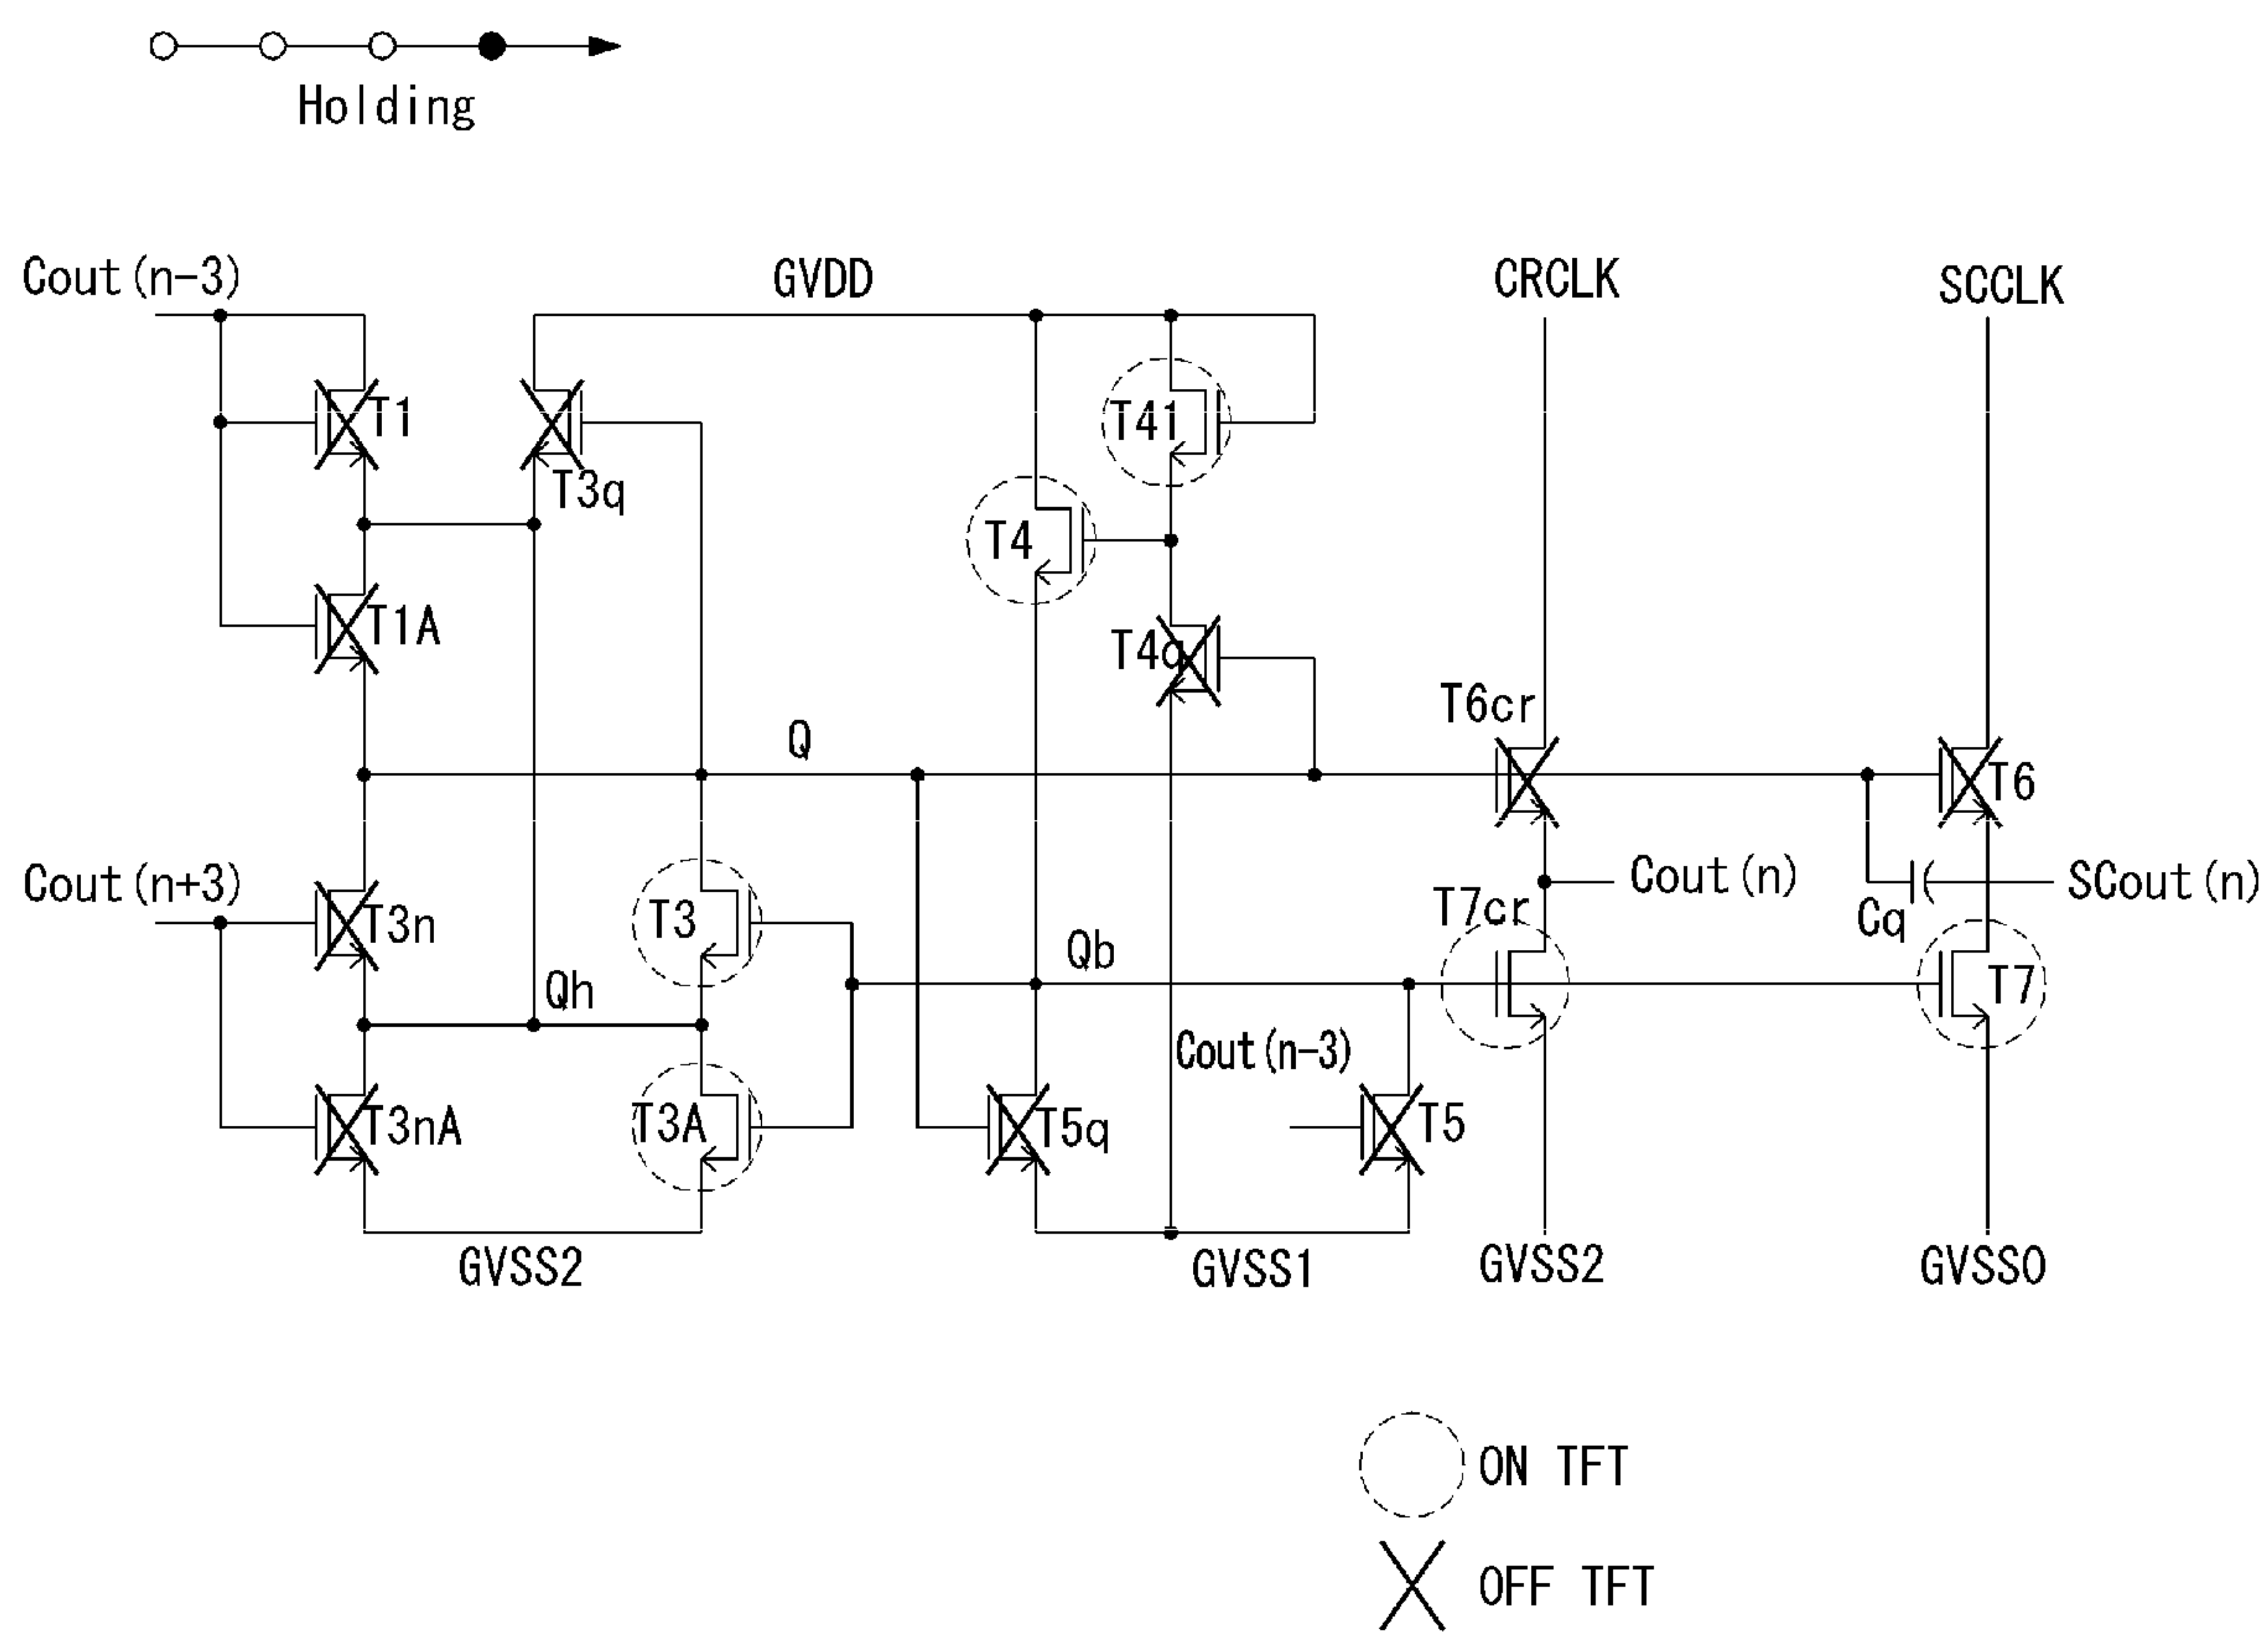 Holding
Cout(n-3)
GVDD
CRCLK
SCCLK
T1
T41
T3q
T4
T1A
T4q
T6cr
Q
T6
Cout(n+3)
Cout(n)
SCout(n)
T7cr
T3n
T3
Cq
Qb
Qh
T7
Cout(n-3)
T3nA
T3A
T5q
T5
GVSS2
GVSS1
GVSS2
GVSS0
ON TFT
OFF TFT